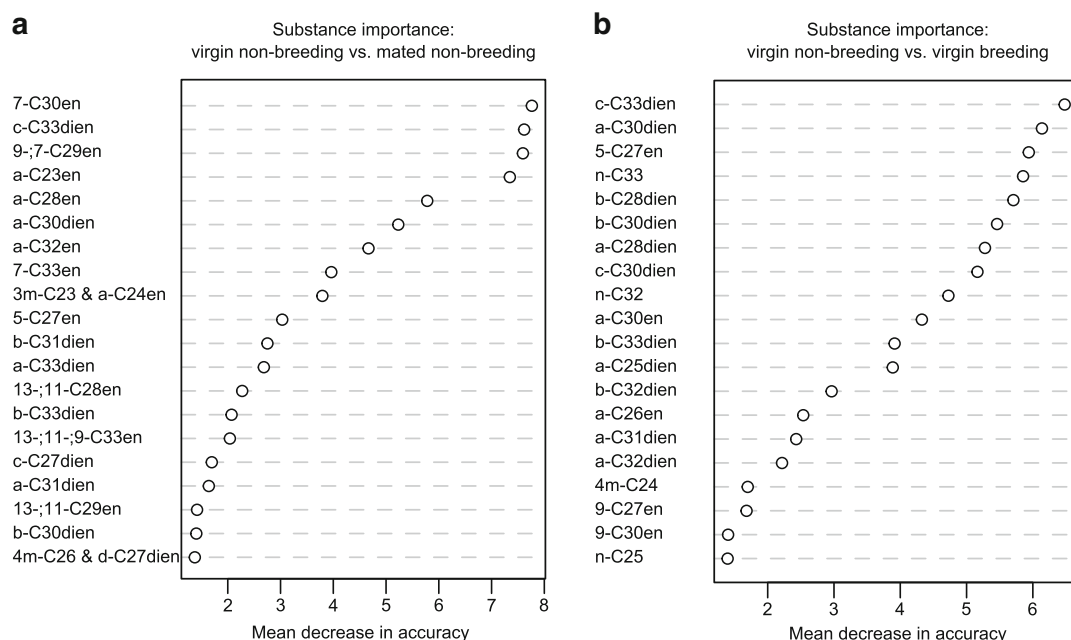 a
Substance importance:
virgin non-breeding vs. mated non-breeding
7-C30en
c-C33dien
9-;7-C29en
a-C23en
a-C28en
a-C30dien
a-C32en
7-C33en
3m-C23 & a-C24en
5-C27en
b-C31dien
a-C33dien
13-;11-C28en
b-C33dien
13-;11-;9-C33en
c-C27dien
a-C31dien
13-;11-C29en
b-C30dien
4m-C26 & d-C27dien
2 3 4 5 6 7 8
Mean decrease in accuracy
b
Substance importance:
virgin non-breeding vs. virgin breeding
c-C33dien
a-C30dien
5-C27en
n-C33
b-C28dien
b-C30dien
a-C28dien
c-C30dien
n-C32
a-C30en
b-C33dien
a-C25dien
b-C32dien
a-C26en
a-C31dien
a-C32dien
4m-C24
9-C27en
9-C30en
n-C25
2 3 4 5 6
Mean decrease in accuracy